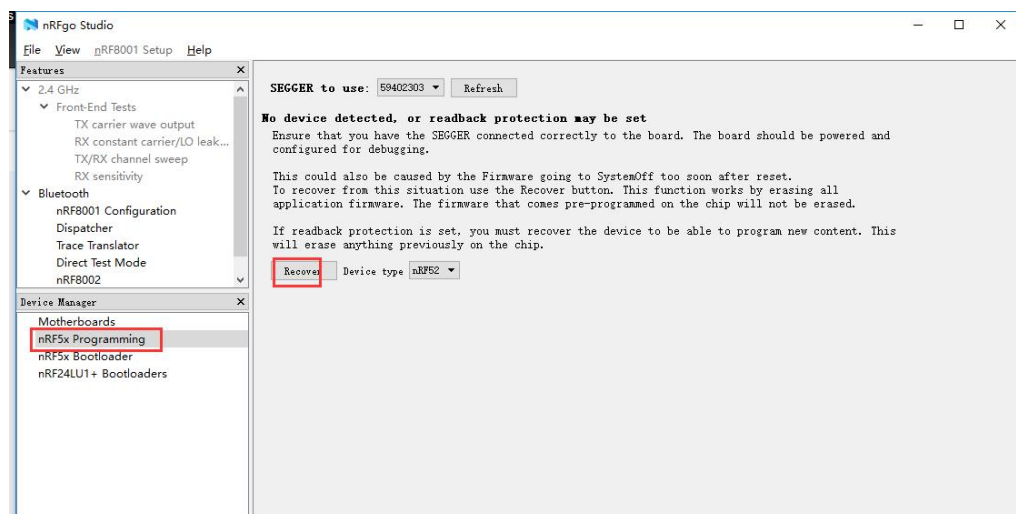 nRFgo Studio
File View nRF8001 Setup Help
Features
2.4 GHz
Front-End Tests
TX carrier wave output
RX constant carrier/LO leak...
TX/RX channel sweep
RX sensitivity
Bluetooth
nRF8001 Configuration
Dispatcher
Trace Translator
Direct Test Mode
nRF8002
Device Manager
Motherboards
nRF5x Programming
nRF5x Bootloader
nRF24LU1+ Bootloaders
SEGGER to use: 59402303 Refresh
No device detected, or readback protection may be set
Ensure that you have the SEGGER connected correctly to the board. The board should be powered and
configured for debugging.
This could also be caused by the Firmware going to SystemOff too soon after reset.
To recover from this situation use the Recover button. This function works by erasing all
application firmware. The firmware that comes pre-programmed on the chip will not be erased.
If readback protection is set, you must recover the device to be able to program new content. This
will erase anything previously on the chip.
Recover Device type nRF52